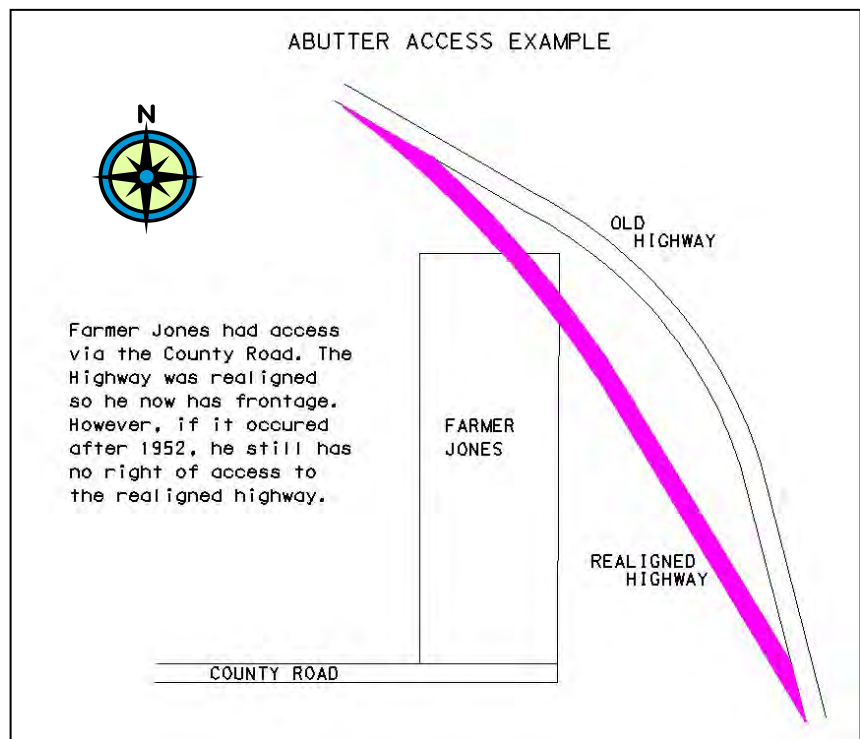 ABUTTER ACCESS EXAMPLE
N
OLD
HIGHWAY
Farmer Jones had access
via the County Road. The
Highway was realigned
so he now has frontage.
However, if it occured
after 1952, he still has
no right of access to
the realigned highway.
FARMER
JONES
REALIGNED
HIGHWAY
COUNTY ROAD